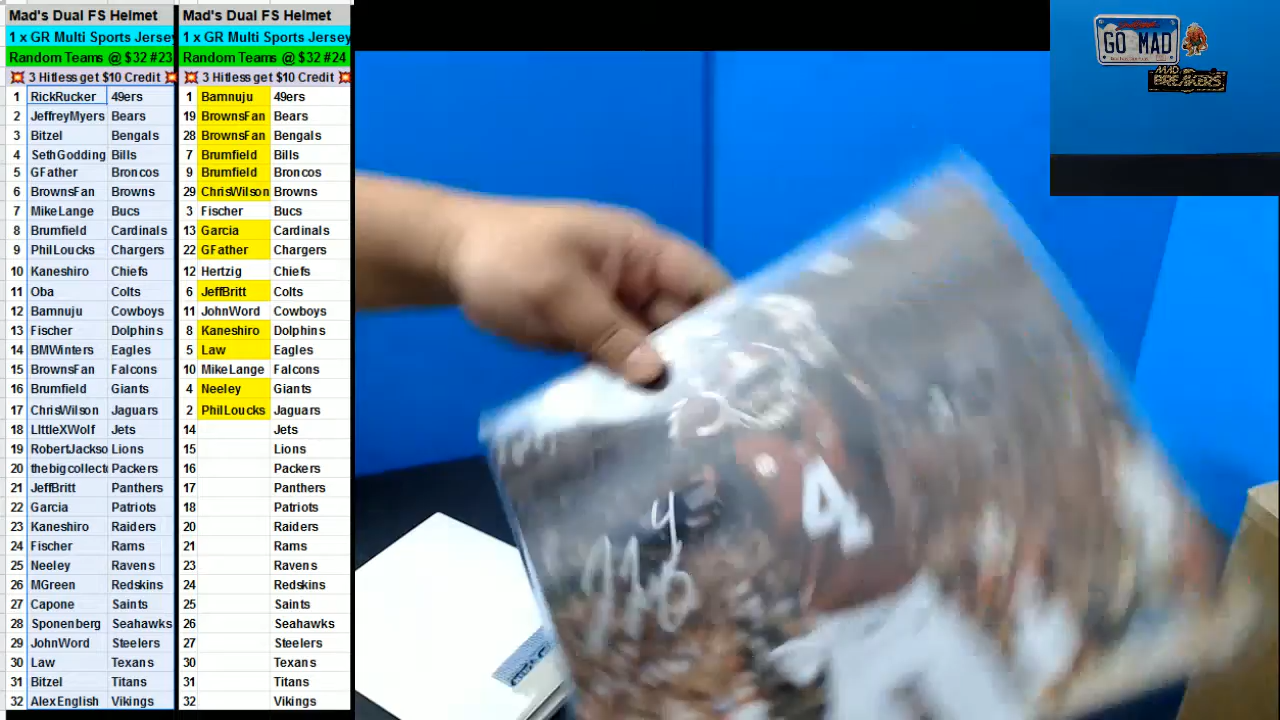 Mad's Dual FS Helmet
1 x GR Multi Sports Jersey
Random Teams @ $32 #23
3 Hitless get $10 Credit
1 RickRucker 49ers
2 JeffreyMyers Bears
3 Bitzel Bengals
4 SethGodding Bills
5 GFather Broncos
6 BrownsFan Browns
7 MikeLange Bucs
8 Brumfield Cardinals
9 PhilLoucks Chargers
10 Kaneshiro Chiefs
11 Oba Colts
12 Bamnuju Cowboys
13 Fischer Dolphins
14 BMWinters Eagles
15 BrownsFan Falcons
16 Brumfield Giants
17 ChrisWilson Jaguars
18 LIttleXWolf Jets
19 RobertJackso Lions
20 thebigcollect Packers
21 JeffBritt Panthers
22 Garcia Patriots
23 Kaneshiro Raiders
24 Fischer Rams
25 Neeley Ravens
26 MGreen Redskins
27 Capone Saints
28 Sponenberg Seahawks
29 JohnWord Steelers
30 Law Texans
31 Bitzel Titans
32 AlexEnglish Vikings
Mad's Dual FS Helmet
1 x GR Multi Sports Jersey
Random Teams @ $32 #24
3 Hitless get $10 Credit
1 Bamnuju 49ers
19 BrownsFan Bears
28 BrownsFan Bengals
7 Brumfield Bills
9 Brumfield Broncos
29 ChrisWilson Browns
3 Fischer Bucs
13 Garcia Cardinals
22 GFather Chargers
12 Hertzig Chiefs
6 JeffBritt Colts
11 JohnWord Cowboys
8 Kaneshiro Dolphins
5 Law Eagles
10 MikeLange Falcons
4 Neeley Giants
2 PhilLoucks Jaguars
14 Jets
15 Lions
16 Packers
17 Panthers
18 Patriots
20 Raiders
21 Rams
23 Ravens
24 Redskins
25 Saints
26 Seahawks
27 Steelers
30 Texans
31 Titans
32 Vikings
GO MAD
MAD
BREAKERS